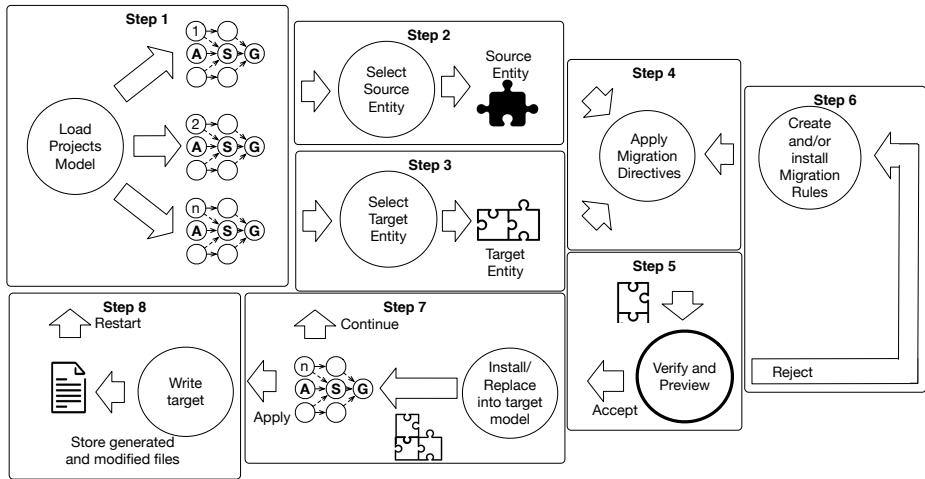 Step 1
Load
Projects
Model
1
A S G
2
A S G
n
A S G
Step 2
Select
Source
Entity
Source
Entity
Step 3
Select
Target
Entity
Target
Entity
Step 4
Apply
Migration
Directives
Step 5
Verify and
Preview
Accept
Step 6
Create
and/or
install
Migration
Rules
Reject
Step 7
Continue
n
A S G
Install/
Replace
into target
model
Apply
Step 8
Restart
Write
target
Store generated
and modified files